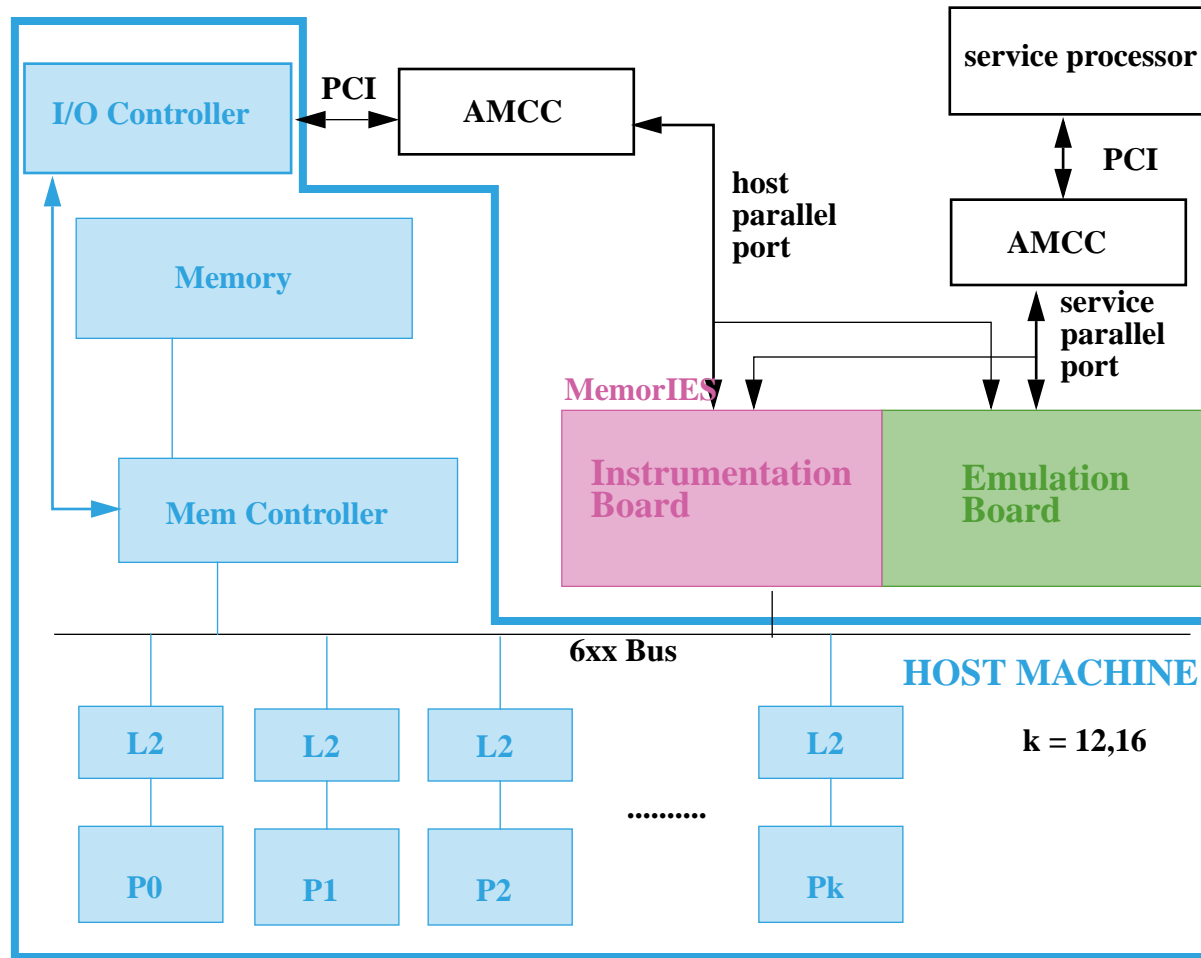 service processor
I/O Controller
PCI
AMCC
PCI
host
parallel
port
AMCC
Memory
service
parallel
port
MemorIES
Instrumentation
Board
Emulation
Board
Mem Controller
6xx Bus
HOST MACHINE
L2
L2
L2
L2
k = 12,16
..........
P0
P1
P2
Pk